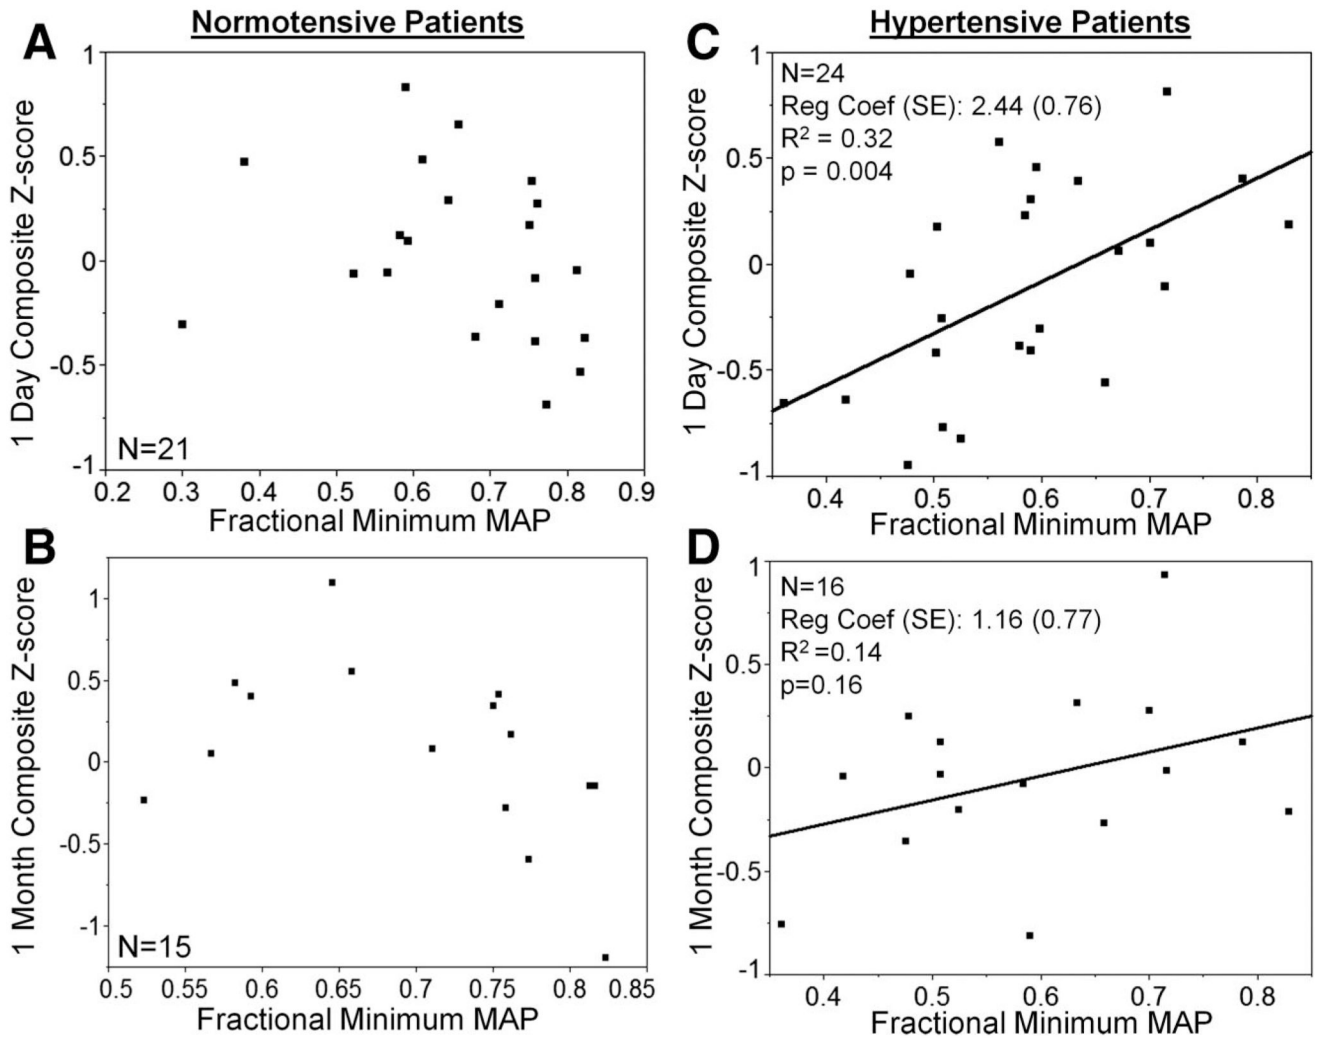 Normotensive Patients
Hypertensive Patients
A
1
0.5
0
-0.5
-1
1 Day Composite Z-score
N=21
0.2 0.3 0.4 0.5 0.6 0.7 0.8 0.9
Fractional Minimum MAP
C
1
0.5
0
-0.5
-1
1 Day Composite Z-score
N=24
Reg Coef (SE): 2.44 (0.76)
R² = 0.32
p = 0.004
0.4 0.5 0.6 0.7 0.8
Fractional Minimum MAP
B
1
0.5
0
-0.5
-1
1 Month Composite Z-score
N=15
0.5 0.55 0.6 0.65 0.7 0.75 0.8 0.85
Fractional Minimum MAP
D
1
0.5
0
-0.5
-1
1 Month Composite Z-score
N=16
Reg Coef (SE): 1.16 (0.77)
R² =0.14
p=0.16
0.4 0.5 0.6 0.7 0.8
Fractional Minimum MAP